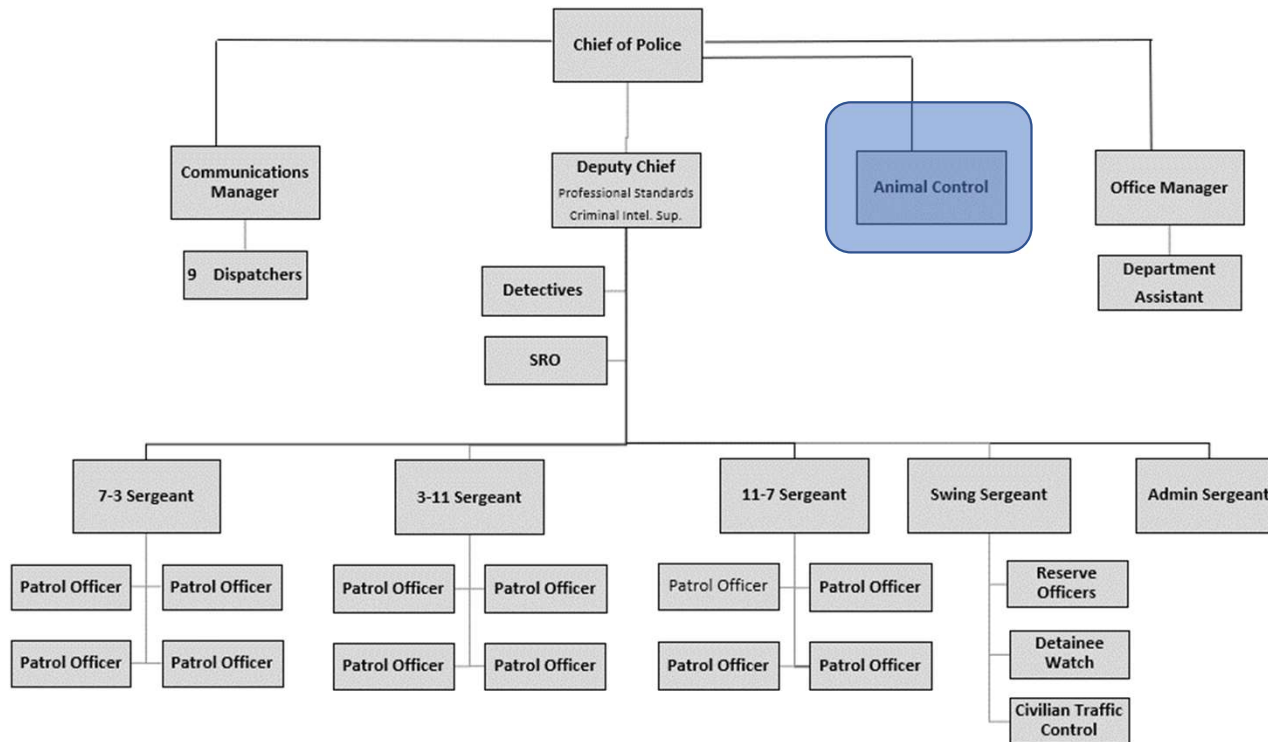 Chief of Police
Communications
Manager
Deputy Chief
Professional Standards
Criminal Intel. Sup.
Animal Control
Office Manager
9 Dispatchers
Department
Assistant
Detectives
SRO
7-3 Sergeant
3-11 Sergeant
11-7 Sergeant
Swing Sergeant
Admin Sergeant
Patrol Officer
Patrol Officer
Patrol Officer
Patrol Officer
Patrol Officer
Patrol Officer
Reserve
Officers
Patrol Officer
Patrol Officer
Patrol Officer
Patrol Officer
Patrol Officer
Patrol Officer
Detainee
Watch
Civilian Traffic
Control